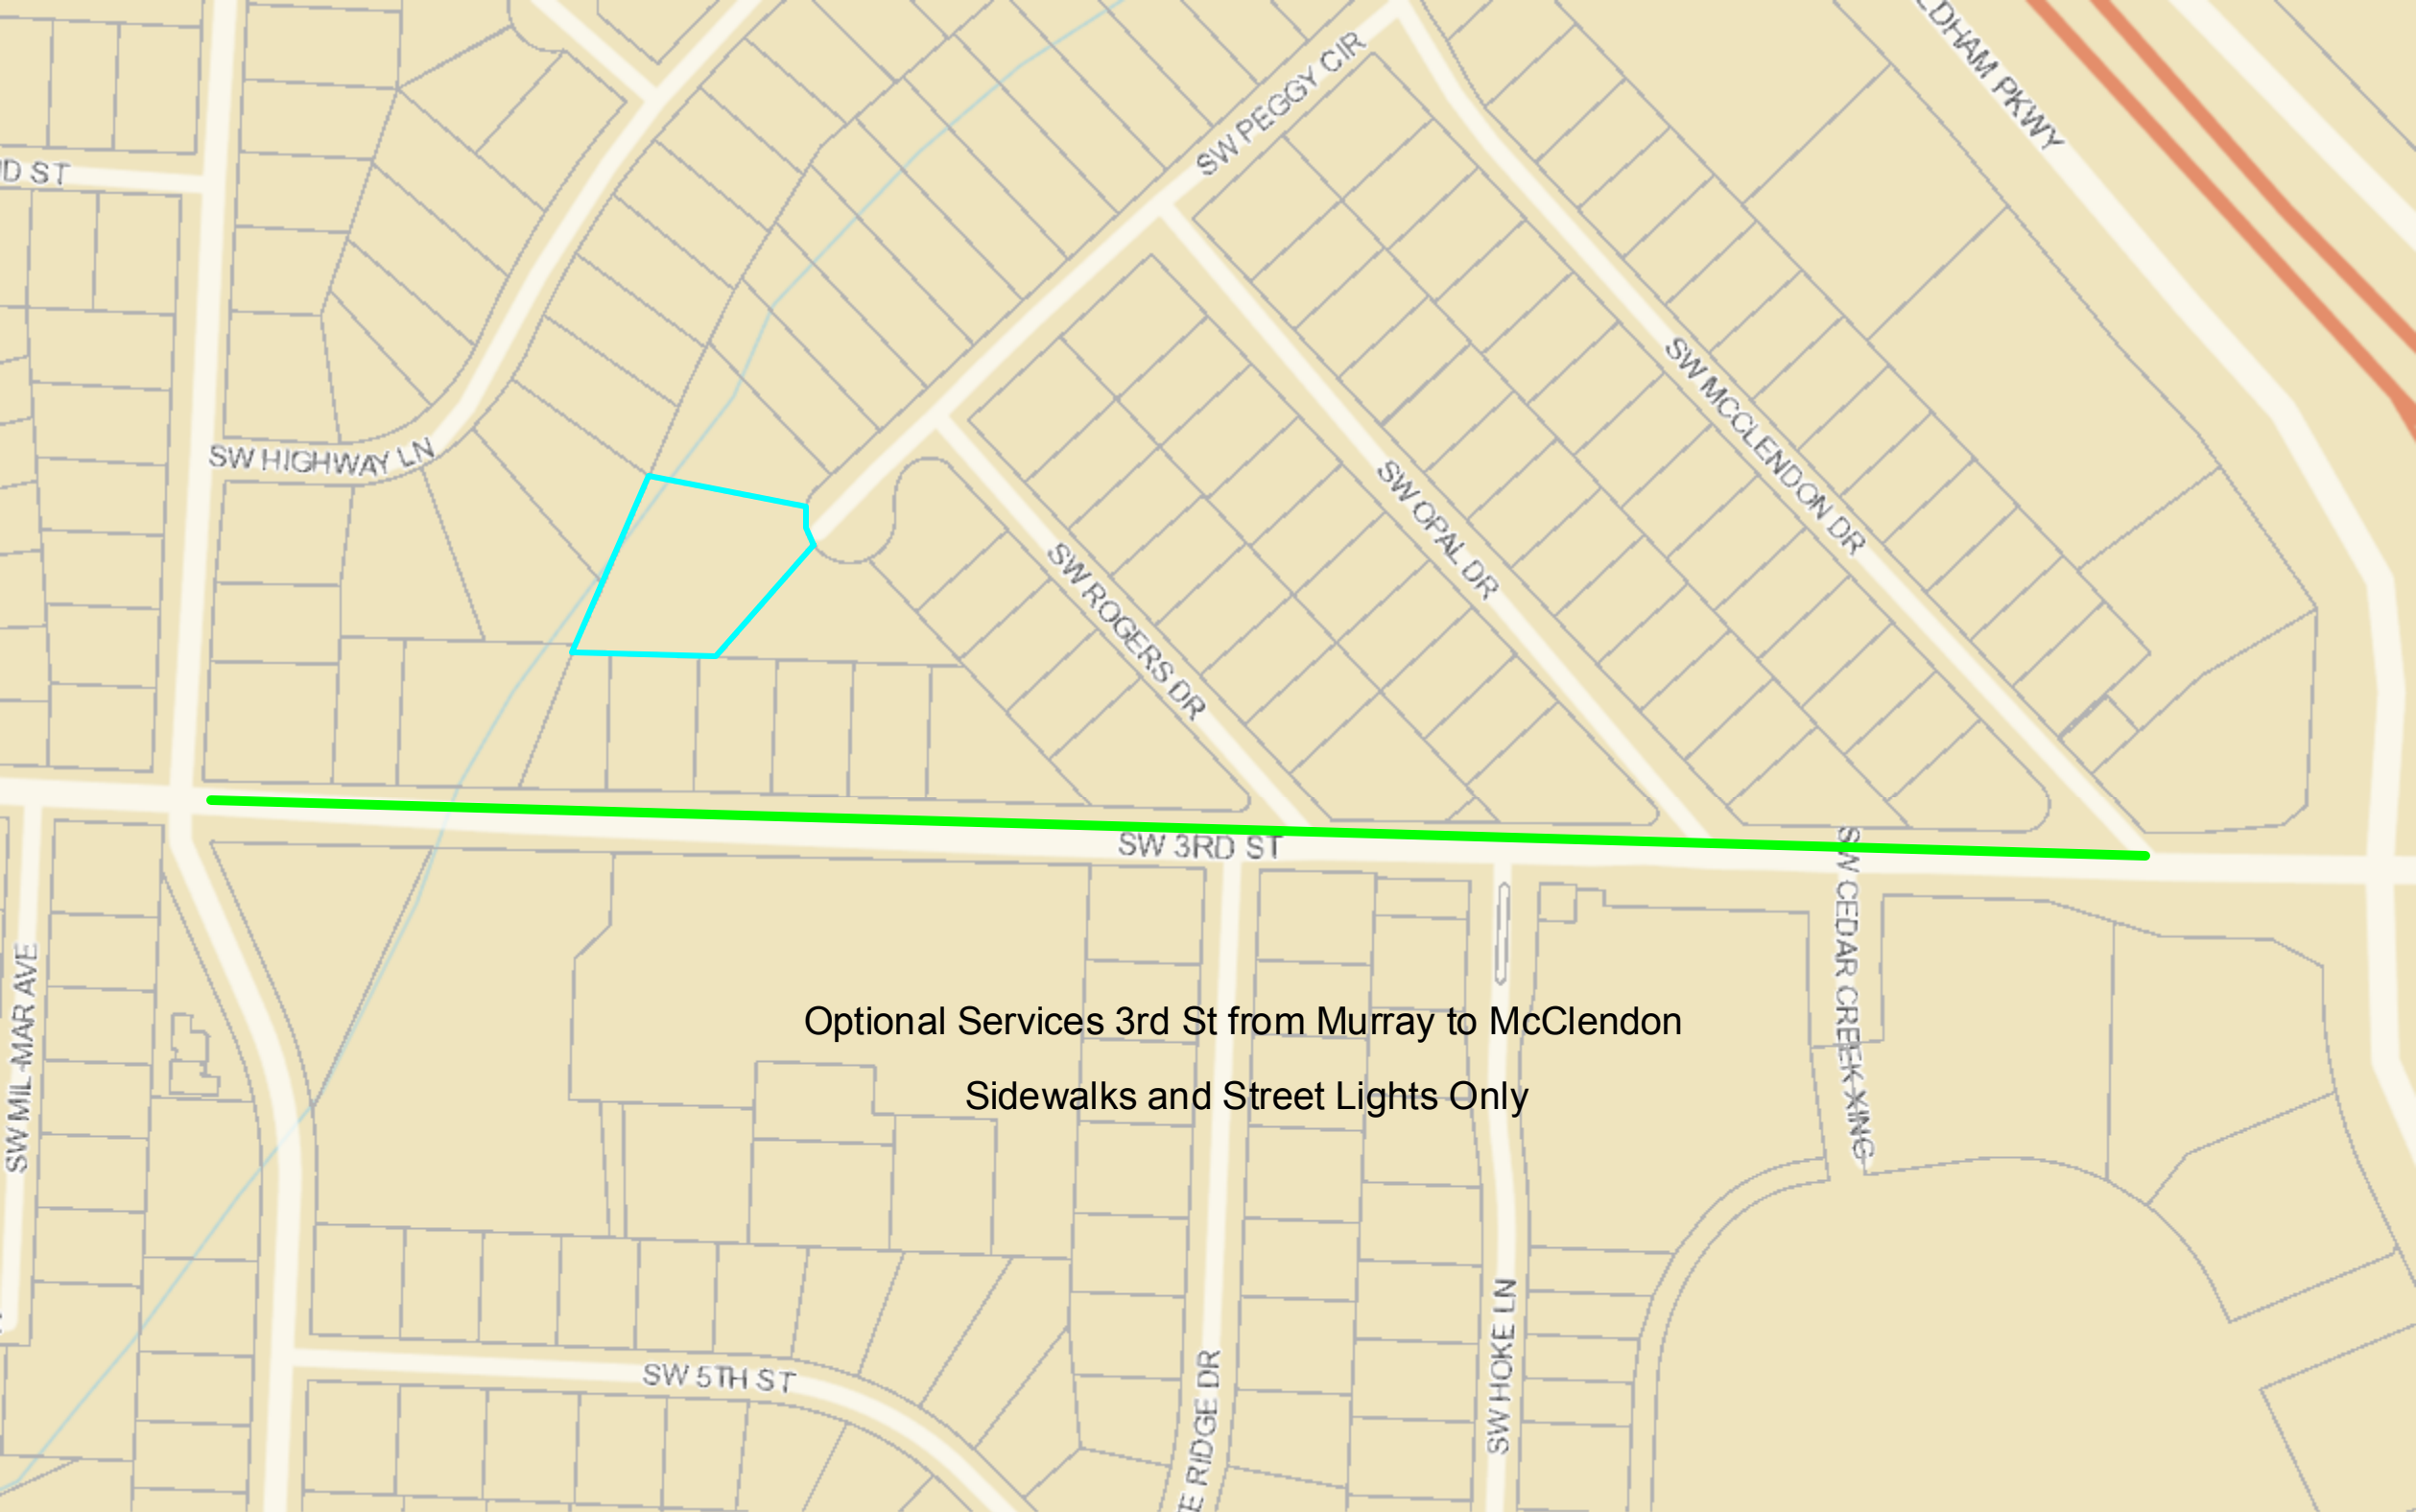 SW PEGGY CIR
PKWY
ST
SW HIGHWAY LN
SW MCCLENDON DR
SW OPAL DR
SW ROGERS DR
SW 3RD ST
SW CEDAR CREEK XING
SW MIL-MAR AVE
Optional Services 3rd St from Murray to McClendon
Sidewalks and Street Lights Only
SW HOKE LN
SW 5TH ST
RIDGE DR